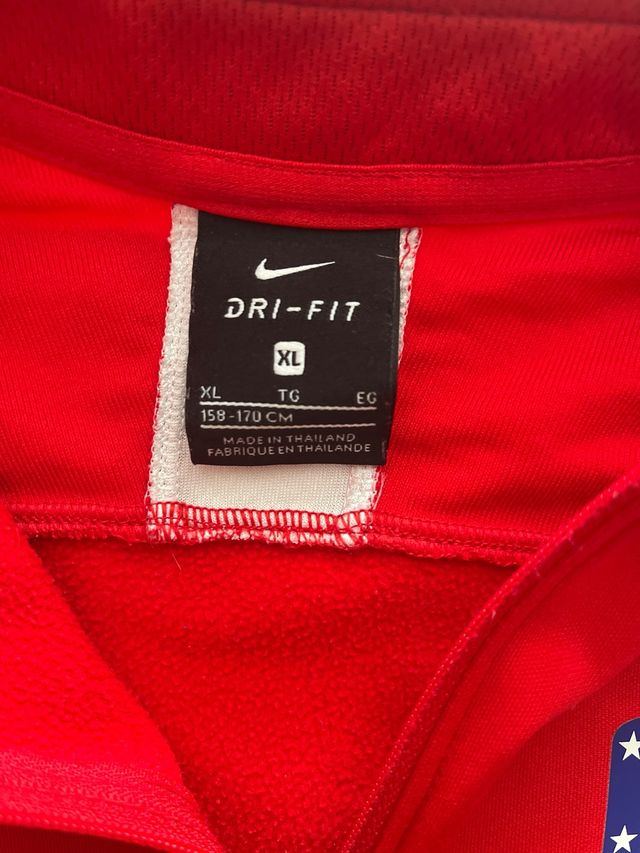 DRI-FIT
XL
XL TG EG
158-170 CM
MADE IN THAILAND
FABRIQUE EN THAILANDE